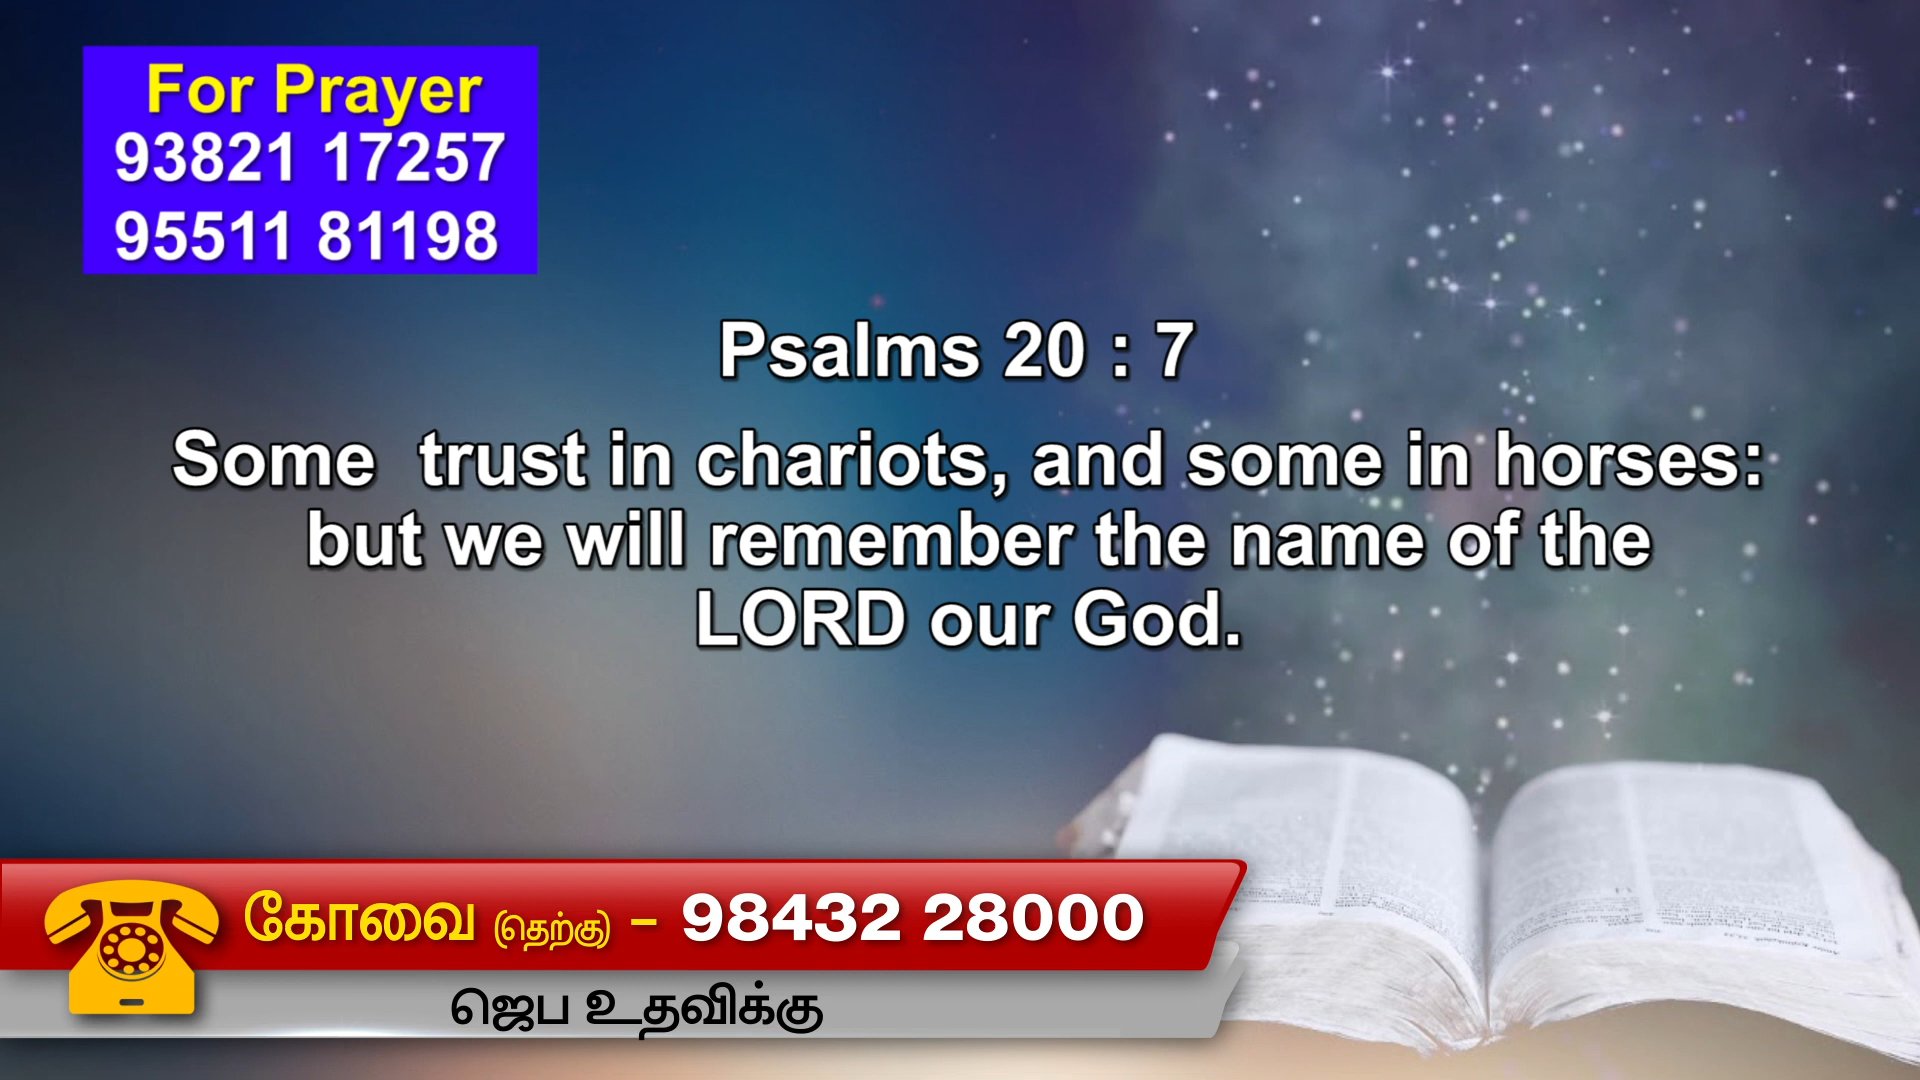 For Prayer
93821 17257
95511 81198
Psalms 20 : 7
Some trust in chariots, and some in horses:
but we will remember the name of the
LORD our God.
கோவை (தெற்கு) - 98432 28000
ஜெப உதவிக்கு